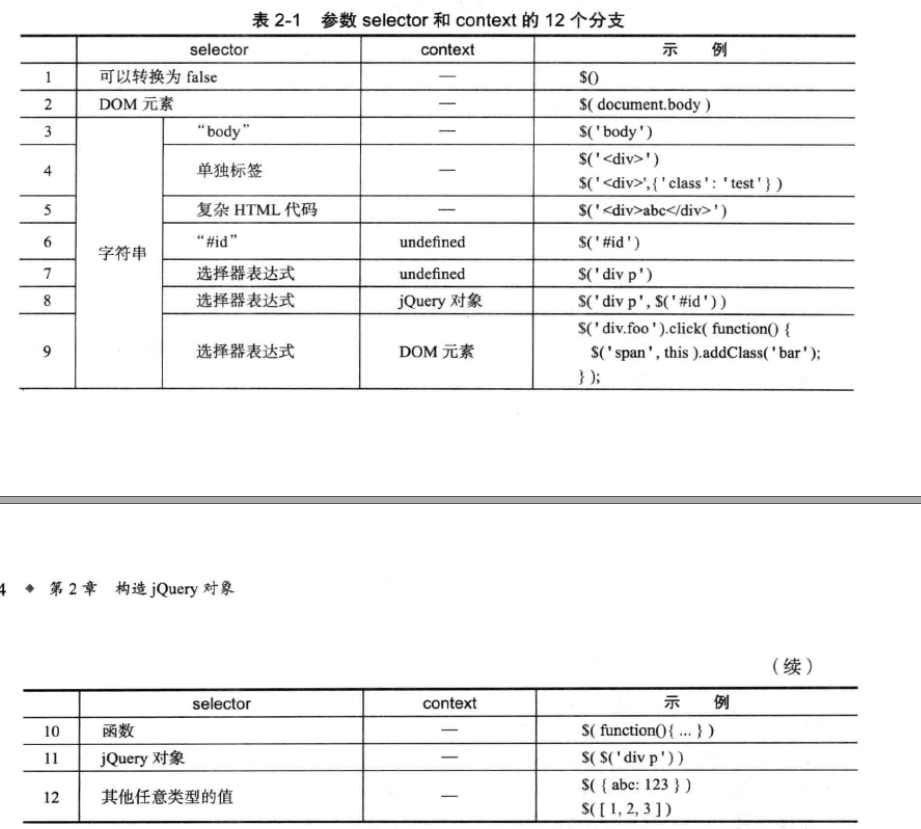 表 2-1 参数 selector 和 context 的 12 个分支
selector context 示 例
1 可以转换为 false — $()
2 DOM 元素 — $( document.body )
字符串
3 “body” — $('body')
4 单独标签 — $('<div>')
$('<div>',{'class': 'test'} )
5 复杂 HTML 代码 — $('<div>abc</div>')
6 “#id” undefined $('#id')
7 选择器表达式 undefined $('div p')
8 选择器表达式 jQuery 对象 $('div p', $('#id'))
9 选择器表达式 DOM 元素 $('div.foo').click( function() {
$('span', this ).addClass('bar');
} );
4 ◆ 第 2 章 构造 jQuery 对象
（续）
selector context 示 例
10 函数 — $( function(){ ... } )
11 jQuery 对象 — $( $('div p'))
12 其他任意类型的值 — $( { abc: 123 } )
$( [ 1, 2, 3 ] )